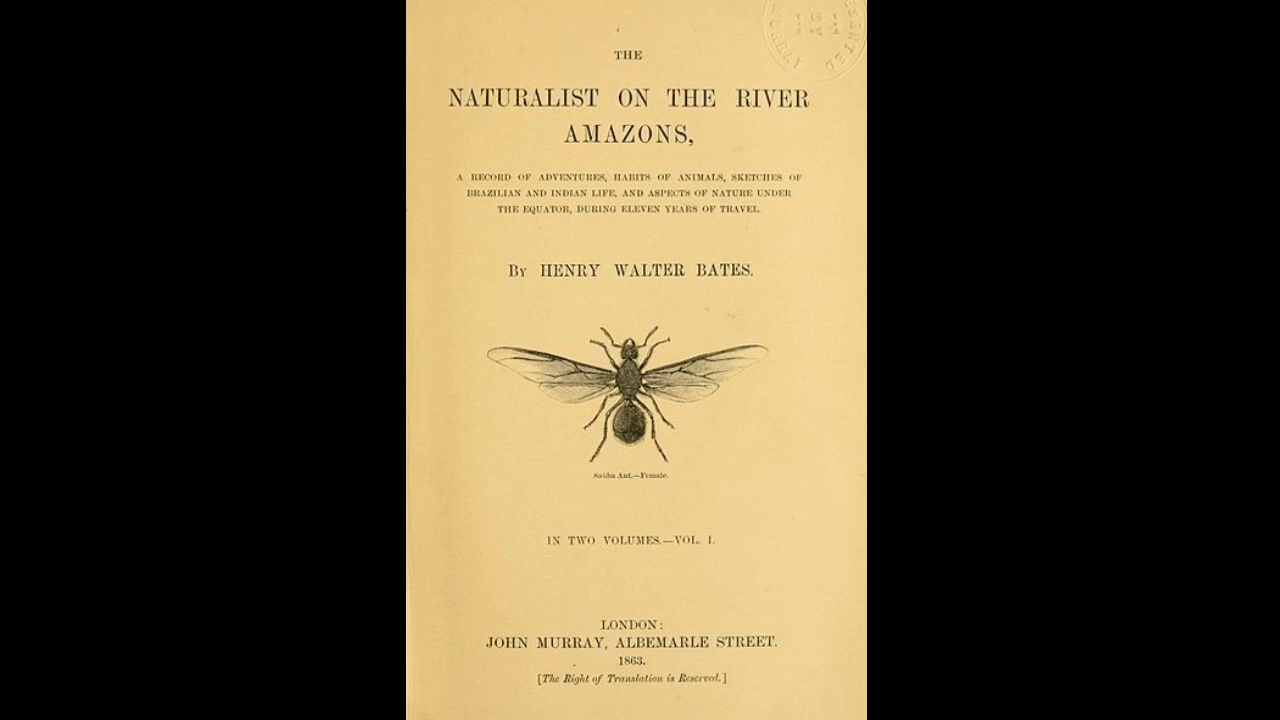 THE
NATURALIST ON THE RIVER
AMAZONS,
A RECORD OF ADVENTURES, HABITS OF ANIMALS, SKETCHES OF
BRAZILIAN AND INDIAN LIFE, AND ASPECTS OF NATURE UNDER
THE EQUATOR, DURING ELEVEN YEARS OF TRAVEL.
BY HENRY WALTER BATES.
Saüba Ant.—Female.
IN TWO VOLUMES.—VOL. I.
LONDON:
JOHN MURRAY, ALBEMARLE STREET.
1863.
[The Right of Translation is Reserved.]